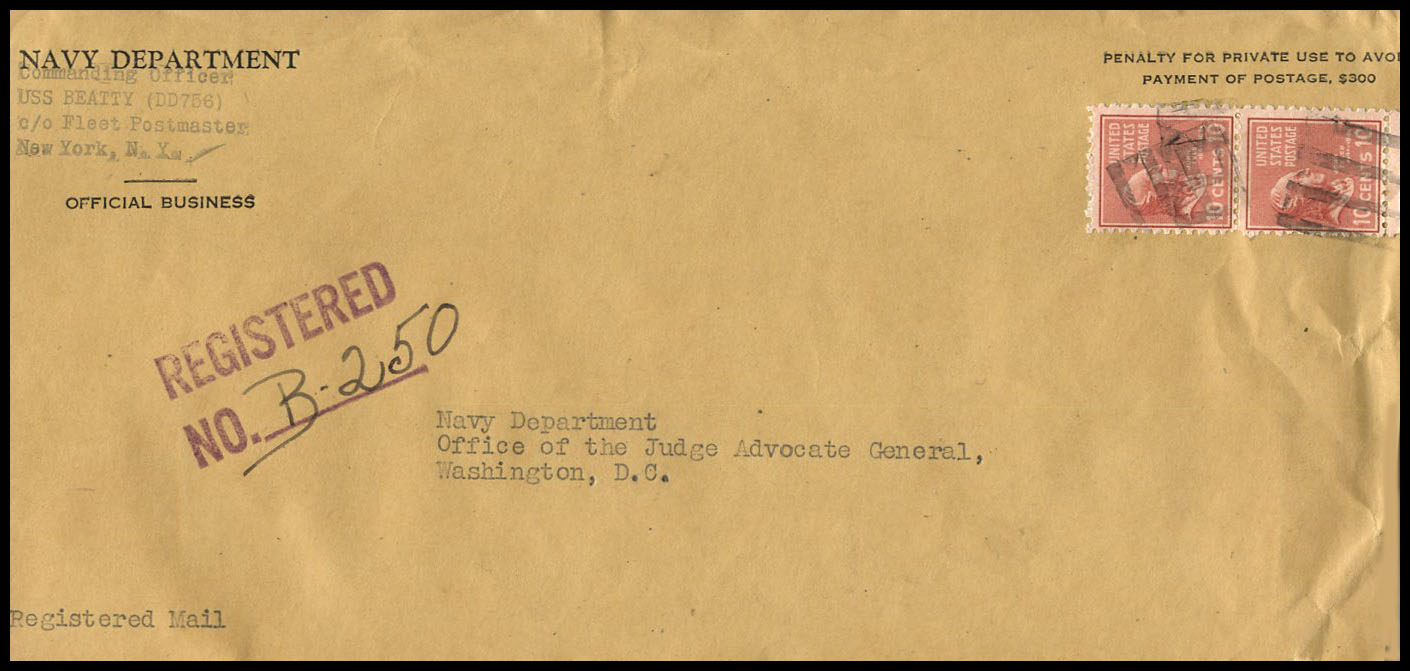 NAVY DEPARTMENT
Commanding Officer
USS BEATTY (DD756)
c/o Fleet Postmaster
New York, N. Y.
OFFICIAL BUSINESS
PENALTY FOR PRIVATE USE TO AVOI
PAYMENT OF POSTAGE, $300
UNITED
STATES
POSTAGE
10 CENTS 10
UNITED
STATES
POSTAGE
10 CENTS 10
REGISTERED
NO. B-250
Navy Department
Office of the Judge Advocate General,
Washington, D.C.
Registered Mail